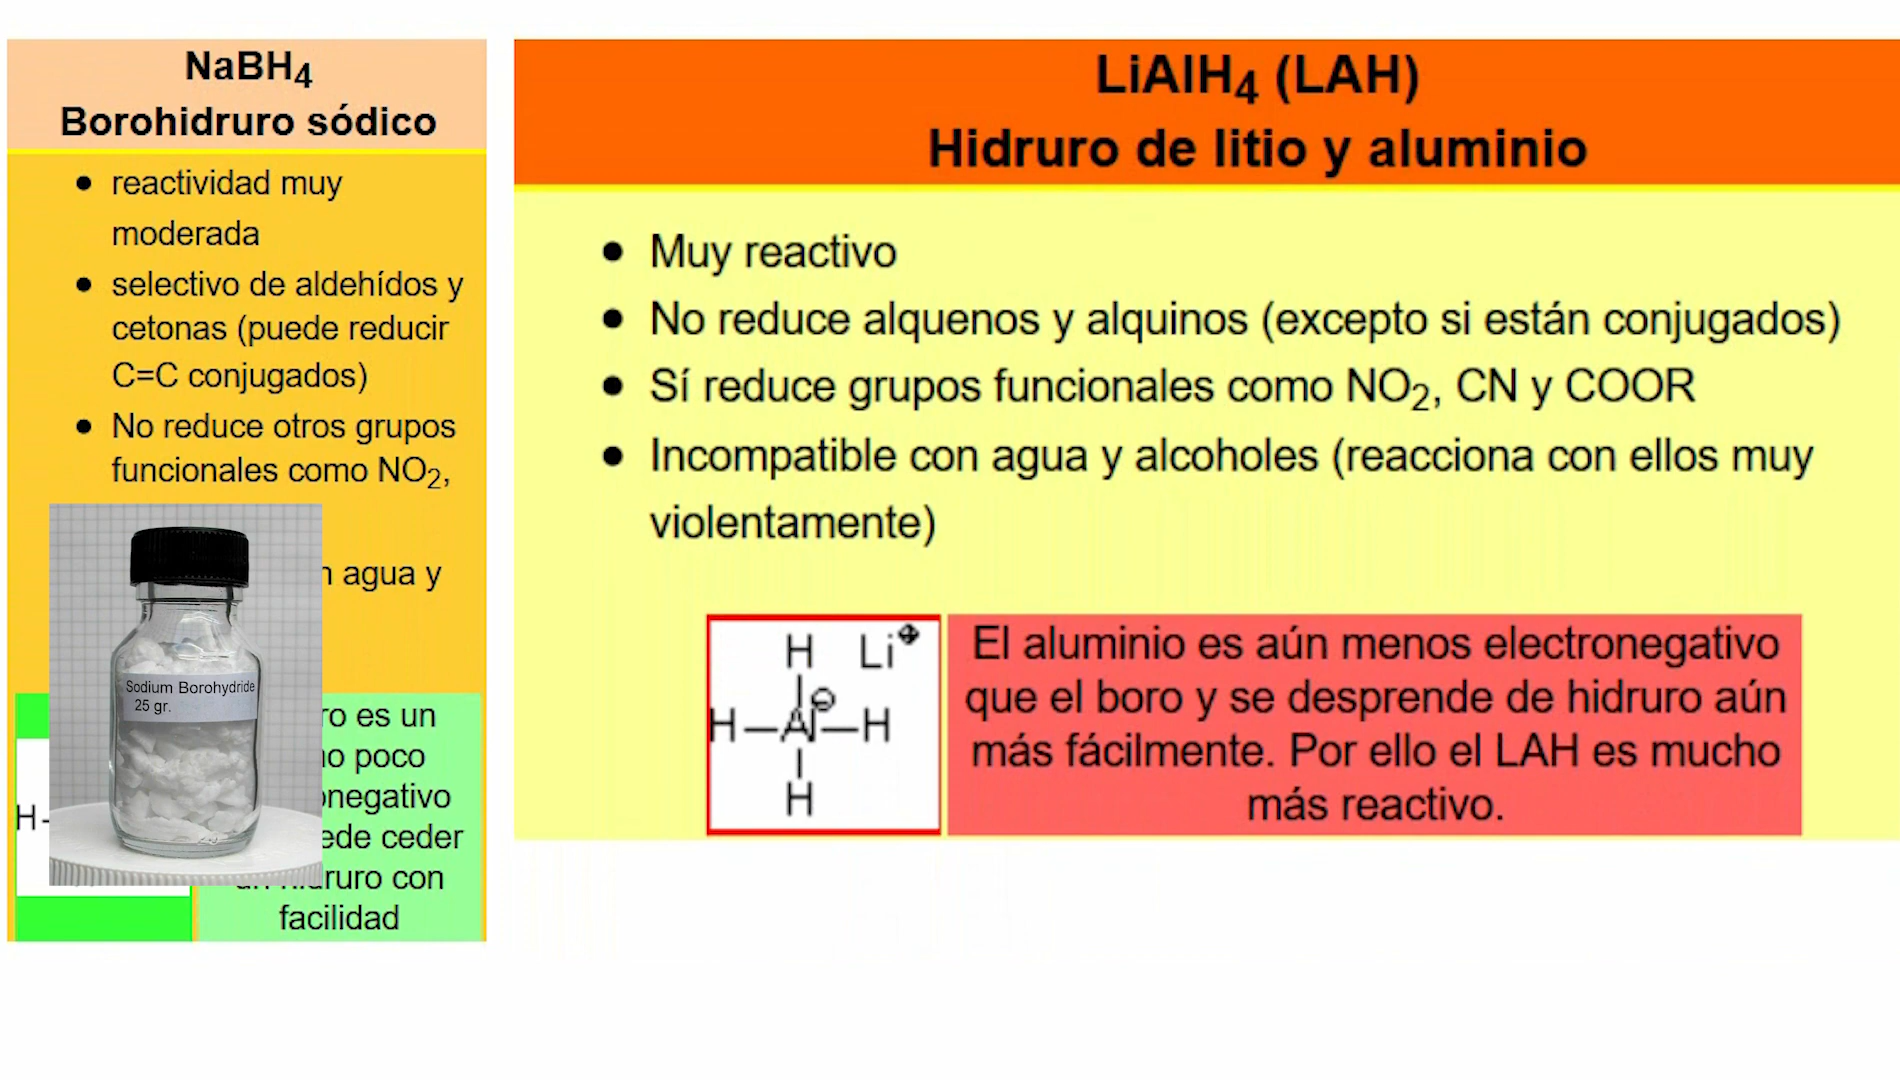 NaBH4
Borohidruro sódico
● reactividad muy
moderada
● selectivo de aldehídos y
cetonas (puede reducir
C=C conjugados)
● No reduce otros grupos
funcionales como NO2,
agua y
Sodium Borohydride
25 gr.
es un
poco
ceder
con
facilidad
H-
LiAlH4 (LAH)
Hidruro de litio y aluminio
● Muy reactivo
● No reduce alquenos y alquinos (excepto si están conjugados)
● Sí reduce grupos funcionales como NO2, CN y COOR
● Incompatible con agua y alcoholes (reacciona con ellos muy
violentamente)
H Li⊕
H—Al⊖—H
H
El aluminio es aún menos electronegativo
que el boro y se desprende de hidruro aún
más fácilmente. Por ello el LAH es mucho
más reactivo.